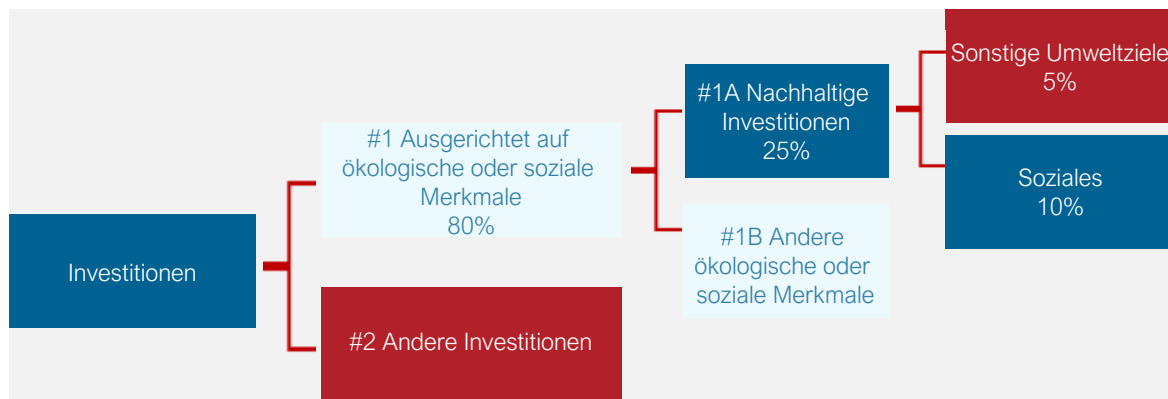 Investitionen
#1 Ausgerichtet auf
ökologische oder soziale
Merkmale
80%
#2 Andere Investitionen
#1A Nachhaltige
Investitionen
25%
#1B Andere
ökologische oder
soziale Merkmale
Sonstige Umweltziele
5%
Soziales
10%